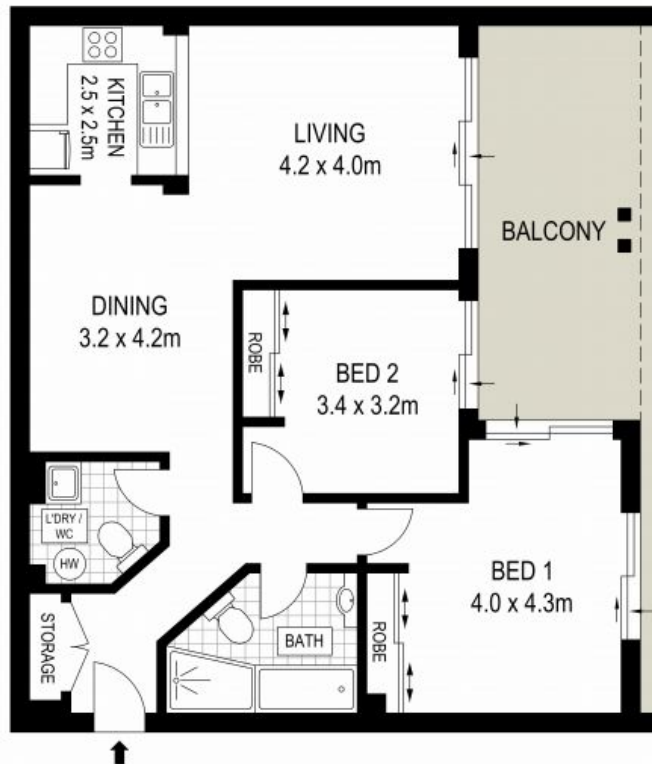 KITCHEN
2.5 x 2.5m
LIVING
4.2 x 4.0m
BALCONY
DINING
3.2 x 4.2m
ROBE
BED 2
3.4 x 3.2m
L'DRY /
WC
HW
BED 1
4.0 x 4.3m
STORAGE
BATH
ROBE